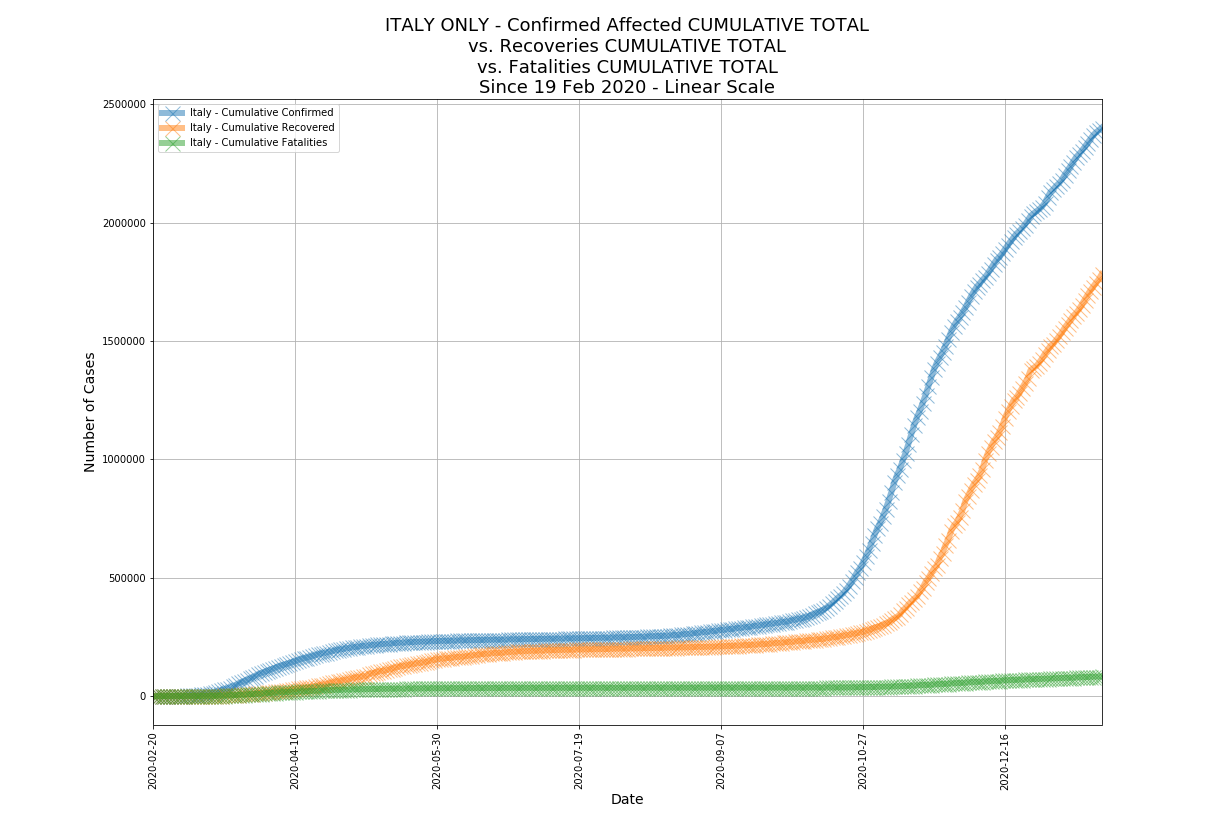 ITALY ONLY - Confirmed Affected CUMULATIVE TOTAL
vs. Recoveries CUMULATIVE TOTAL
vs. Fatalities CUMULATIVE TOTAL
Since 19 Feb 2020 - Linear Scale
Italy - Cumulative Confirmed
Italy - Cumulative Recovered
Italy - Cumulative Fatalities
Number of Cases
2500000
2000000
1500000
1000000
500000
0
2020-02-20
2020-04-10
2020-05-30
2020-07-19
2020-09-07
2020-10-27
2020-12-16
Date